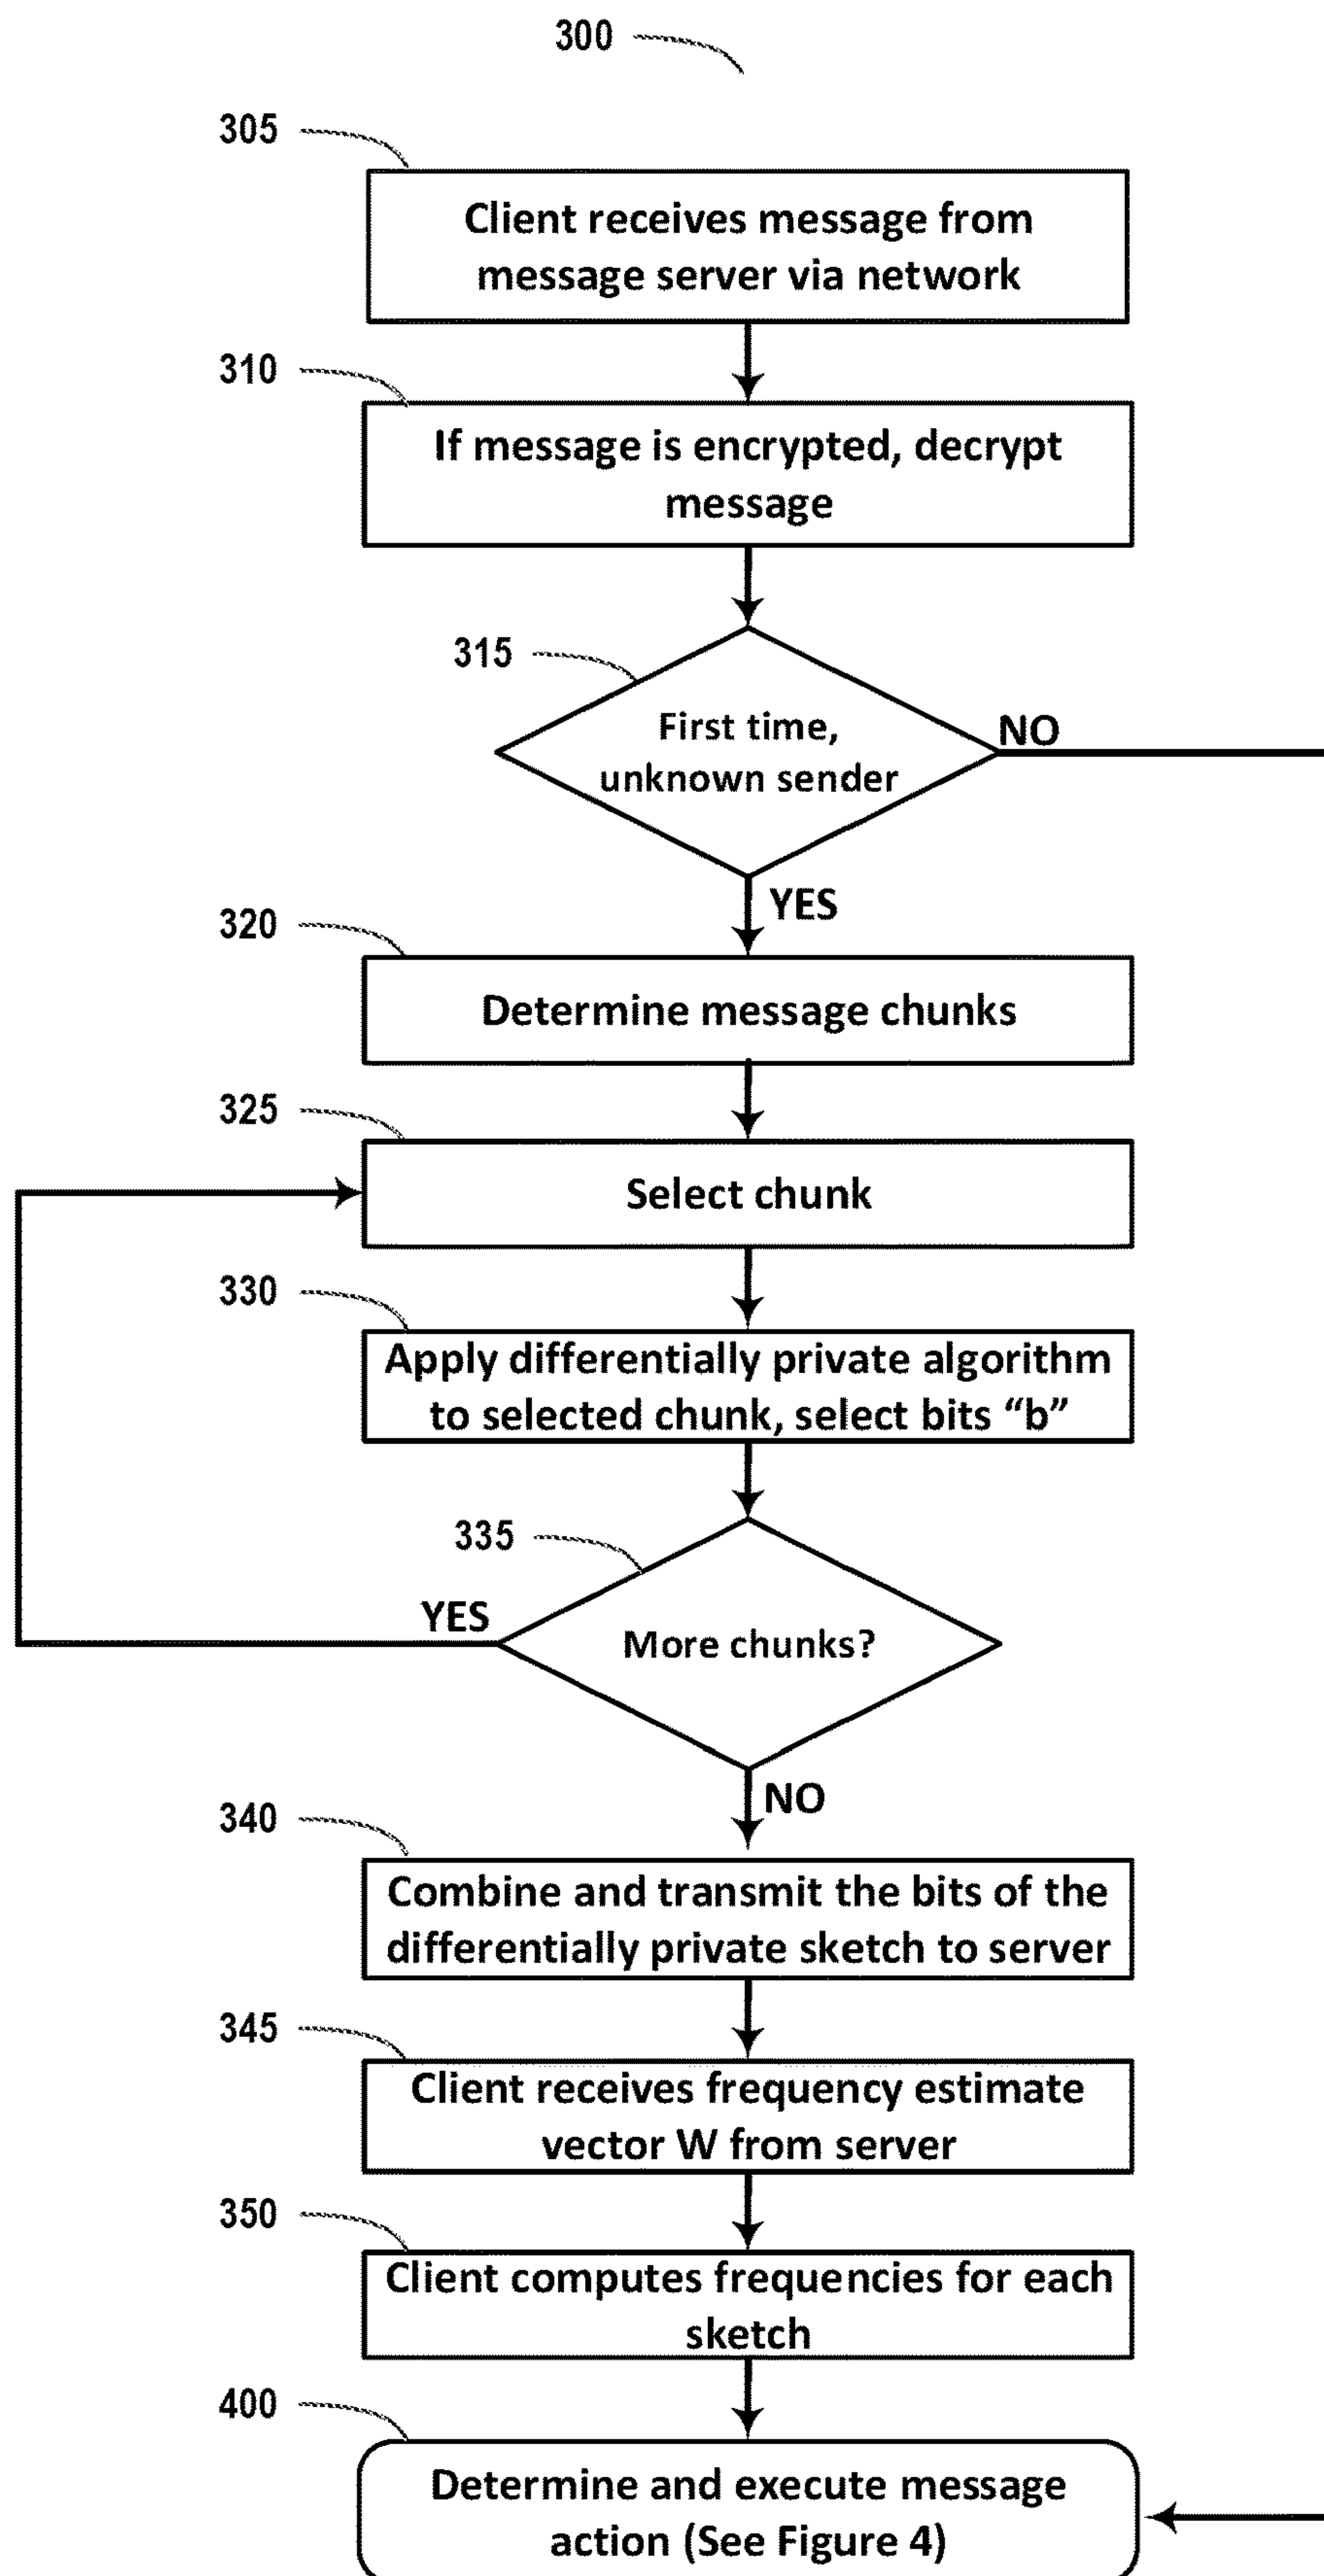 300
305
Client receives message from
message server via network
310
If message is encrypted, decrypt
message
315
First time,
unknown sender
NO
YES
320
Determine message chunks
325
Select chunk
330
Apply differentially private algorithm
to selected chunk, select bits “b”
335
YES
More chunks?
NO
340
Combine and transmit the bits of the
differentially private sketch to server
345
Client receives frequency estimate
vector W from server
350
Client computes frequencies for each
sketch
400
Determine and execute message
action (See Figure 4)